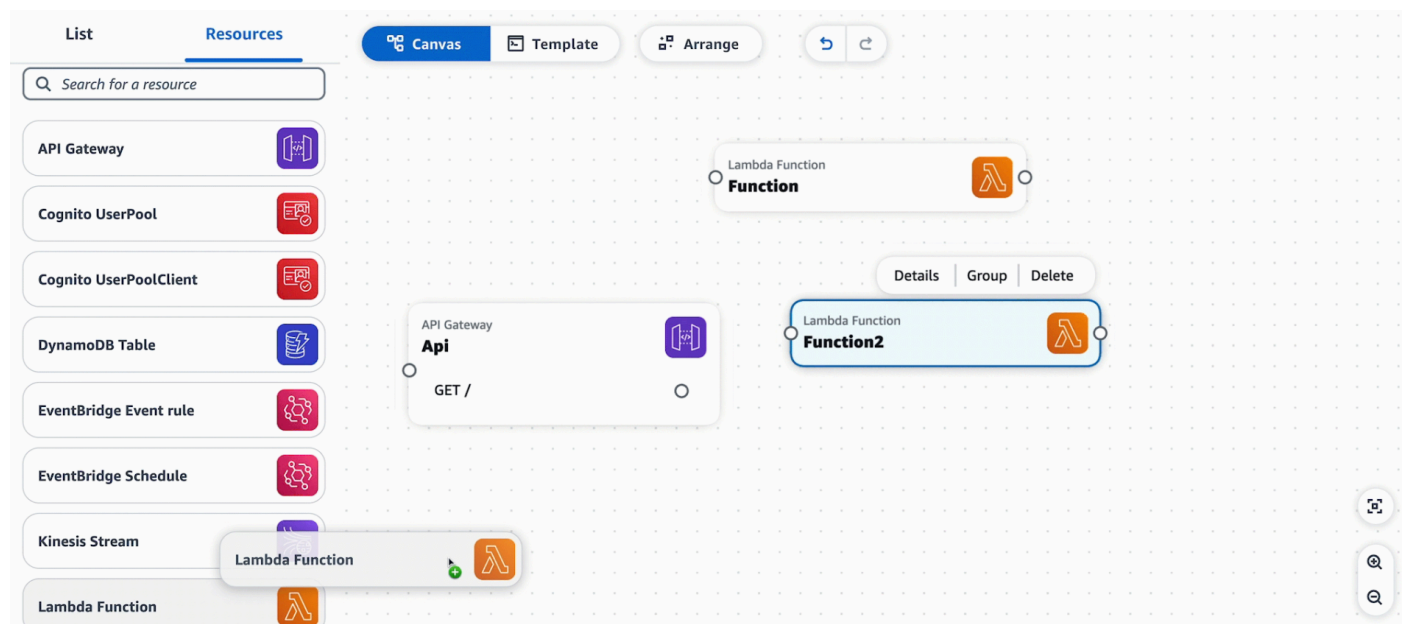 List
Resources
Canvas
Template
Arrange
Search for a resource
API Gateway
Cognito UserPool
Cognito UserPoolClient
DynamoDB Table
EventBridge Event rule
EventBridge Schedule
Kinesis Stream
Lambda Function
Lambda Function
Lambda Function
Function
Details
Group
Delete
Lambda Function
Function2
API Gateway
Api
GET /